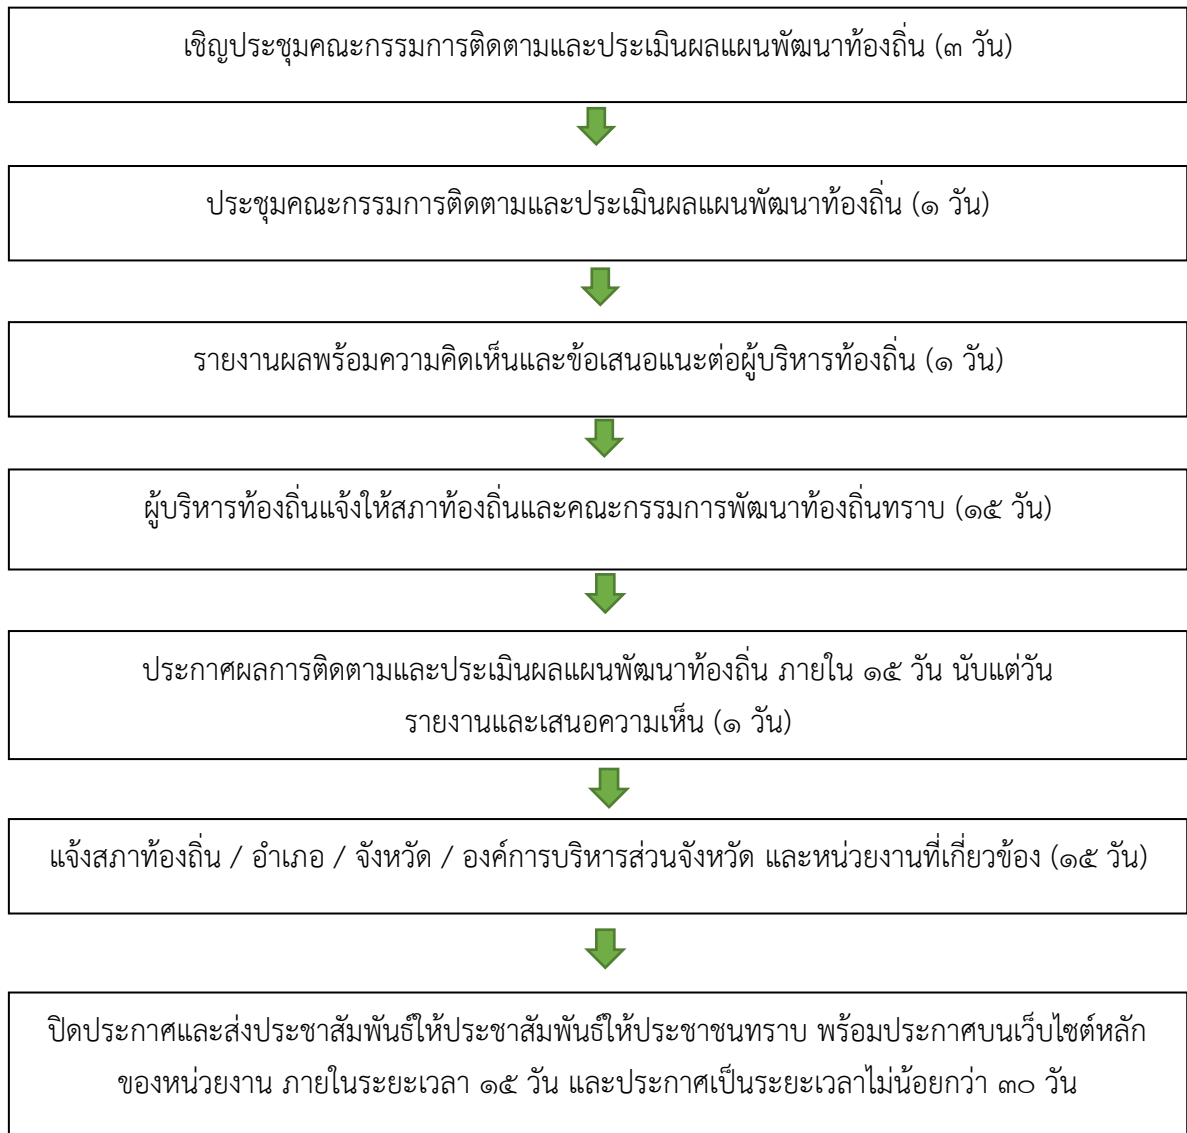 เชิญประชุมคณะกรรมการติดตามและประเมินผลแผนพัฒนาท้องถิ่น (๓ วัน)
ประชุมคณะกรรมการติดตามและประเมินผลแผนพัฒนาท้องถิ่น (๑ วัน)
รายงานผลพร้อมความคิดเห็นและข้อเสนอแนะต่อผู้บริหารท้องถิ่น (๑ วัน)
ผู้บริหารท้องถิ่นแจ้งให้สภาท้องถิ่นและคณะกรรมการพัฒนาท้องถิ่นทราบ (๑๕ วัน)
ประกาศผลการติดตามและประเมินผลแผนพัฒนาท้องถิ่น ภายใน ๑๕ วัน นับแต่วัน
รายงานและเสนอความเห็น (๑ วัน)
แจ้งสภาท้องถิ่น / อำเภอ / จังหวัด / องค์การบริหารส่วนจังหวัด และหน่วยงานที่เกี่ยวข้อง (๑๕ วัน)
ปิดประกาศและส่งประชาสัมพันธ์ให้ประชาสัมพันธ์ให้ประชาชนทราบ พร้อมประกาศบนเว็บไซต์หลัก
ของหน่วยงาน ภายในระยะเวลา ๑๕ วัน และประกาศเป็นระยะเวลาไม่น้อยกว่า ๓๐ วัน